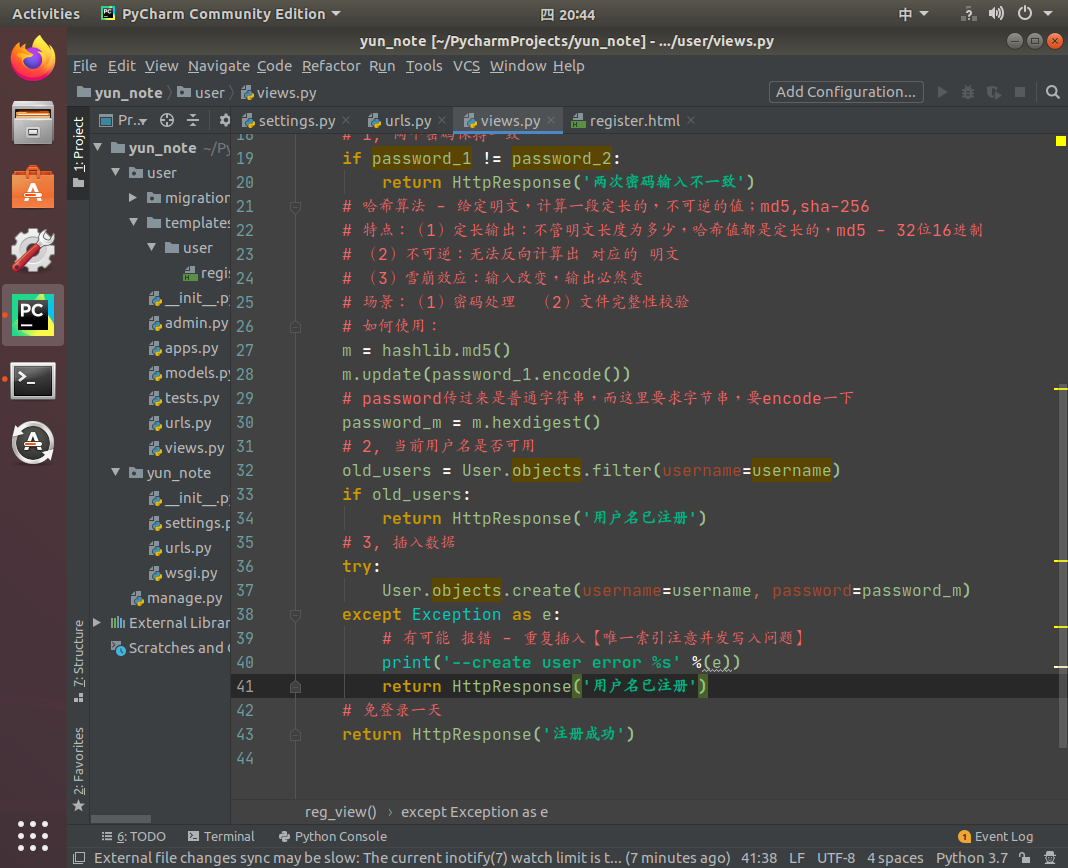 Activities PyCharm Community Edition 四 20:44 中
yun_note [~/PycharmProjects/yun_note] - .../user/views.py
File Edit View Navigate Code Refactor Run Tools VCS Window Help
yun_note user views.py Add Configuration...
Pr.. settings.py urls.py views.py register.html
1: Project
7: Structure
2: Favorites
yun_note ~/Py
user
migration
templates
user
regis
__init__.py
admin.py
apps.py
models.py
tests.py
urls.py
views.py
yun_note
__init__.py
settings.p
urls.py
wsgi.py
manage.py
External Librar
Scratches and
18 # 1, 两个密码保持一致
19 if password_1 != password_2:
20 return HttpResponse('两次密码输入不一致')
21 # 哈希算法 - 给定明文，计算一段定长的，不可逆的值；md5,sha-256
22 # 特点：（1）定长输出：不管明文长度为多少，哈希值都是定长的，md5 - 32位16进制
23 # （2）不可逆：无法反向计算出 对应的 明文
24 # （3）雪崩效应：输入改变，输出必然变
25 # 场景：（1）密码处理 （2）文件完整性校验
26 # 如何使用：
27 m = hashlib.md5()
28 m.update(password_1.encode())
29 # password传过来是普通字符串，而这里要求字节串，要encode一下
30 password_m = m.hexdigest()
31 # 2, 当前用户名是否可用
32 old_users = User.objects.filter(username=username)
33 if old_users:
34 return HttpResponse('用户名已注册')
35 # 3, 插入数据
36 try:
37 User.objects.create(username=username, password=password_m)
38 except Exception as e:
39 # 有可能 报错 - 重复插入【唯一索引注意并发写入问题】
40 print('--create user error %s' %(e))
41 return HttpResponse('用户名已注册')
42 # 免登录一天
43 return HttpResponse('注册成功')
44
reg_view() › except Exception as e
6: TODO Terminal Python Console 1 Event Log
External file changes sync may be slow: The current inotify(7) watch limit is t... (7 minutes ago) 41:38 LF UTF-8 4 spaces Python 3.7